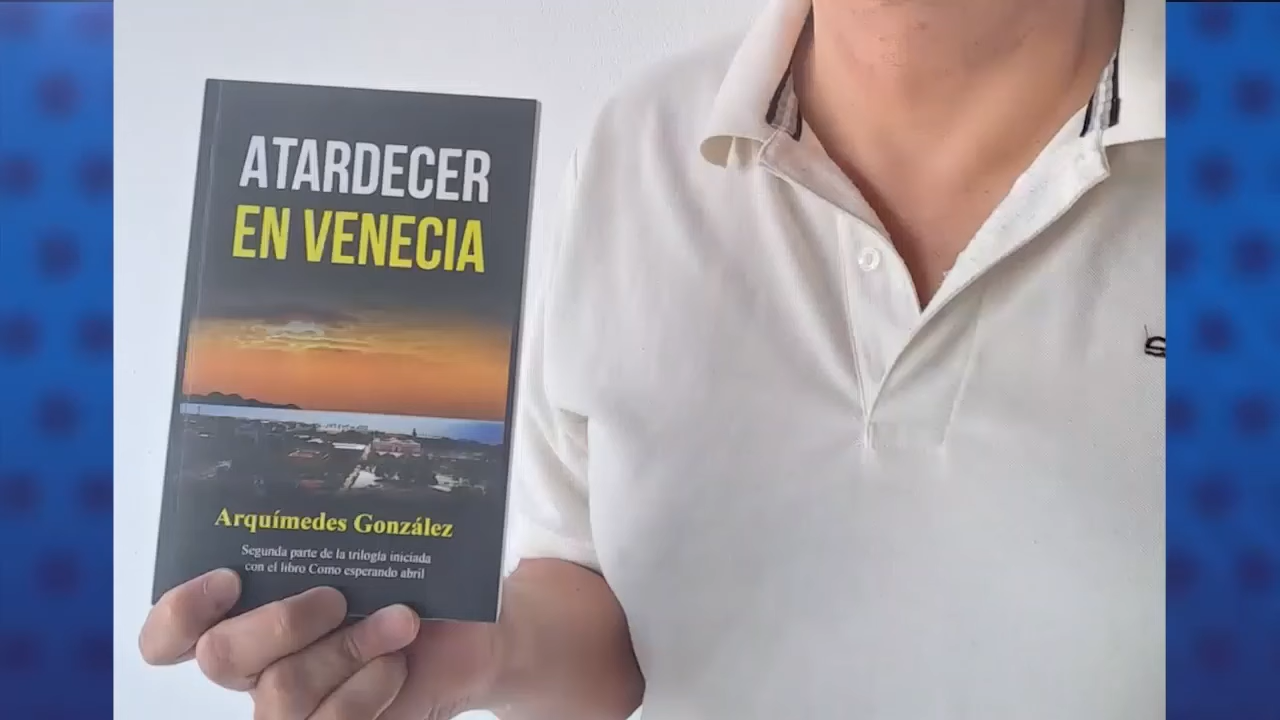 ATARDECER
EN VENECIA
Arquímedes González
Segunda parte de la trilogía iniciada
con el libro Como esperando abril